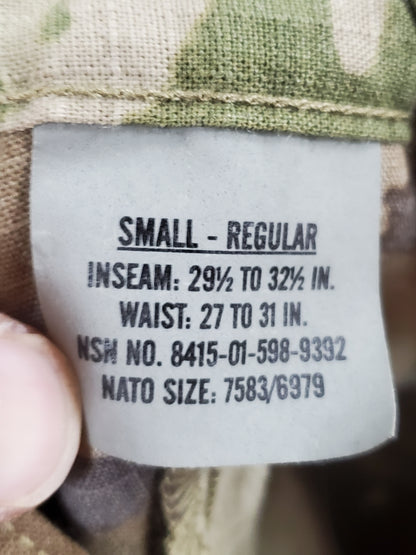 SMALL - REGULAR
INSEAM: 29½ TO 32½ IN.
WAIST: 27 TO 31 IN.
NSN NO. 8415-01-598-9392
NATO SIZE: 7583/6979